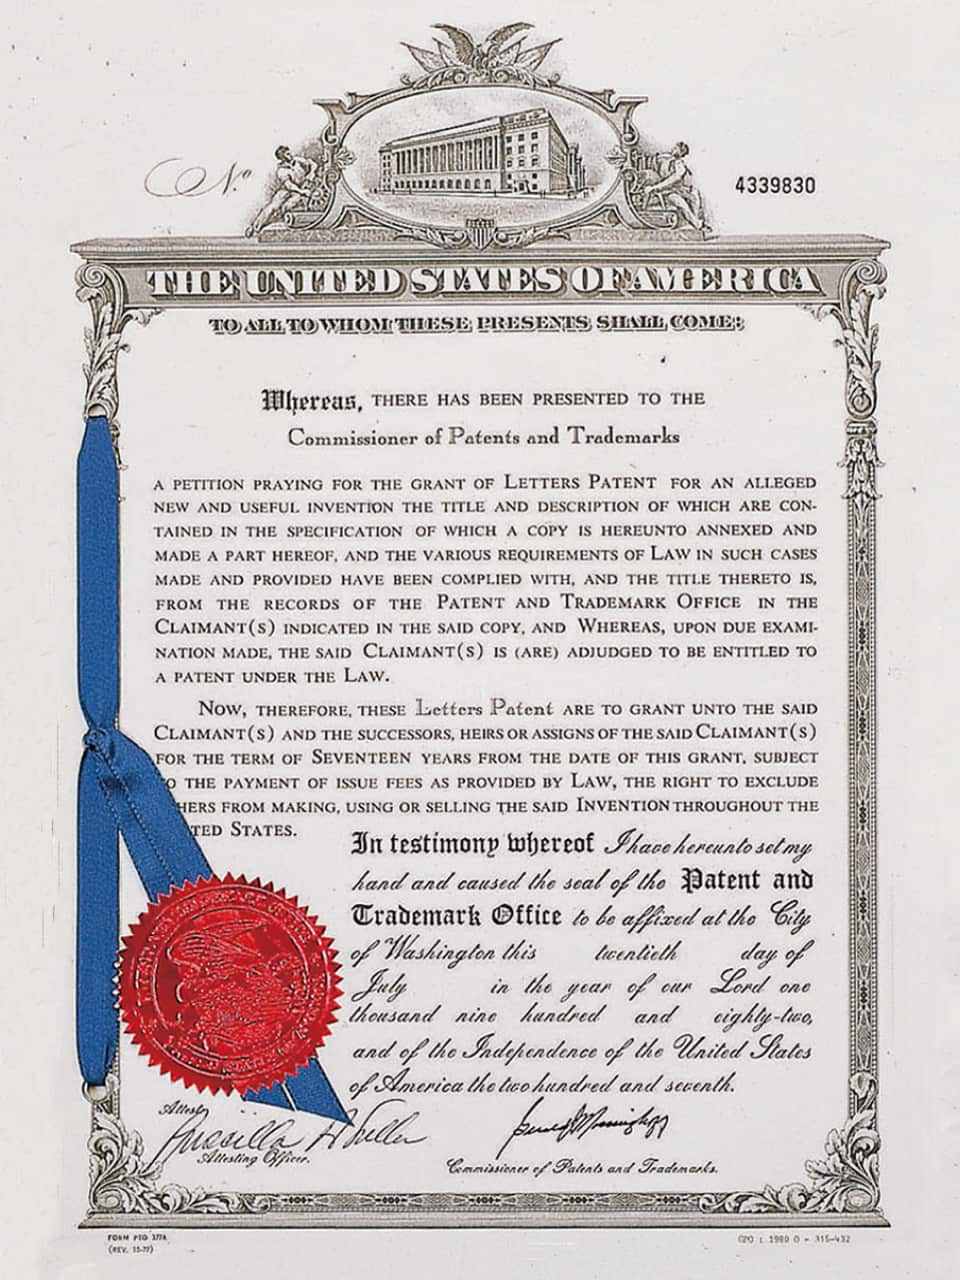 No. 4339830
THE UNITED STATES OF AMERICA
TO ALL TO WHOM THESE PRESENTS SHALL COME:
Whereas, THERE HAS BEEN PRESENTED TO THE
Commissioner of Patents and Trademarks
A PETITION PRAYING FOR THE GRANT OF LETTERS PATENT FOR AN ALLEGED
NEW AND USEFUL INVENTION THE TITLE AND DESCRIPTION OF WHICH ARE CON-
TAINED IN THE SPECIFICATION OF WHICH A COPY IS HEREUNTO ANNEXED AND
MADE A PART HEREOF, AND THE VARIOUS REQUIREMENTS OF LAW IN SUCH CASES
MADE AND PROVIDED HAVE BEEN COMPLIED WITH, AND THE TITLE THERETO IS,
FROM THE RECORDS OF THE PATENT AND TRADEMARK OFFICE IN THE
CLAIMANT(S) INDICATED IN THE SAID COPY, AND WHEREAS, UPON DUE EXAMI-
NATION MADE, THE SAID CLAIMANT(S) IS (ARE) ADJUDGED TO BE ENTITLED TO
A PATENT UNDER THE LAW.
NOW, THEREFORE, THESE Letters Patent ARE TO GRANT UNTO THE SAID
CLAIMANT(S) AND THE SUCCESSORS, HEIRS OR ASSIGNS OF THE SAID CLAIMANT(S)
FOR THE TERM OF SEVENTEEN YEARS FROM THE DATE OF THIS GRANT, SUBJECT
O THE PAYMENT OF ISSUE FEES AS PROVIDED BY LAW, THE RIGHT TO EXCLUDE
HERS FROM MAKING, USING OR SELLING THE SAID INVENTION THROUGHOUT THE
TED STATES.
In testimony whereof I have hereunto set my
hand and caused the seal of the Patent and
Trademark Office to be affixed at the City
of Washington this twentieth day of
July in the year of our Lord one
thousand nine hundred and eighty-two,
and of the Independence of the United States
of America the two hundred and seventh.
Attest
Attesting Officer.
Commissioner of Patents and Trademarks.
FORM PTO 377A
GPO : 1980 O - 315-432